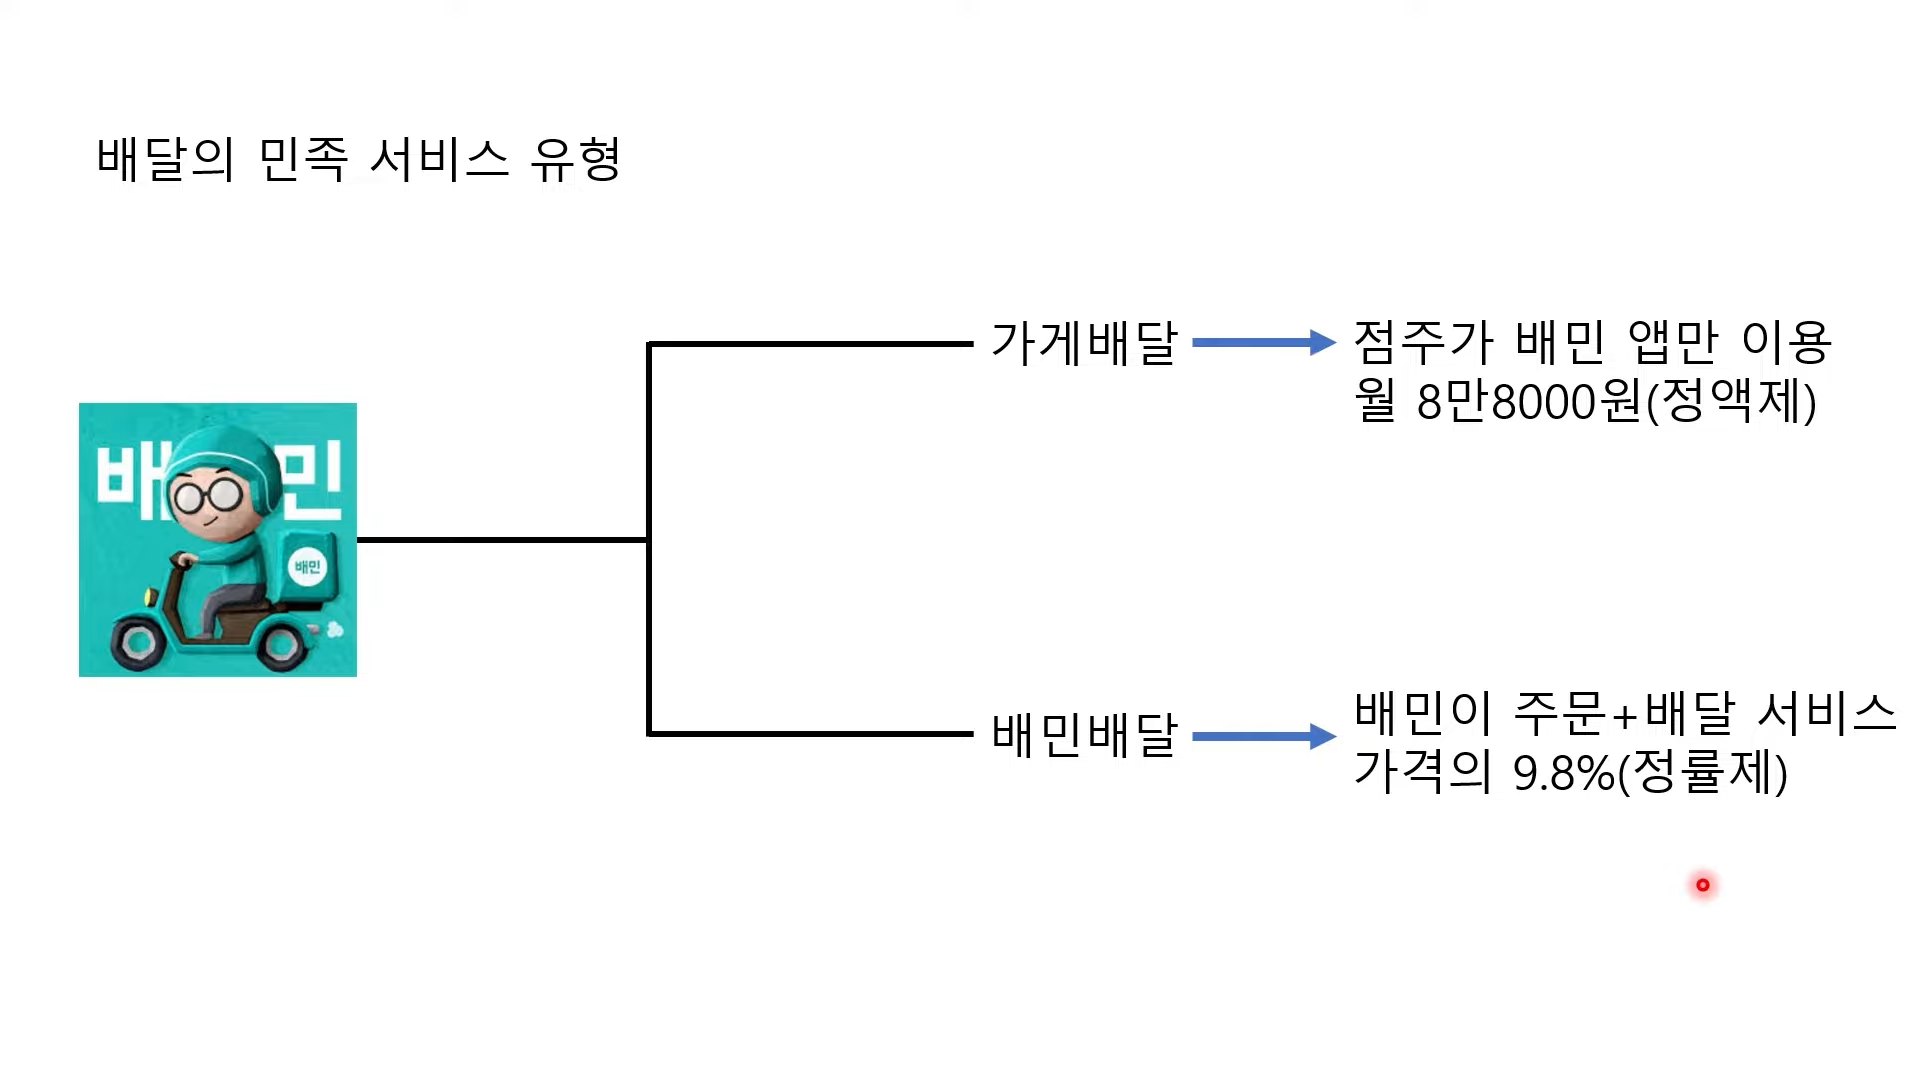 배달의 민족 서비스 유형
가게배달
점주가 배민 앱만 이용
월 8만8000원(정액제)
배민
배민
배민배달
배민이 주문+배달 서비스
가격의 9.8%(정률제)